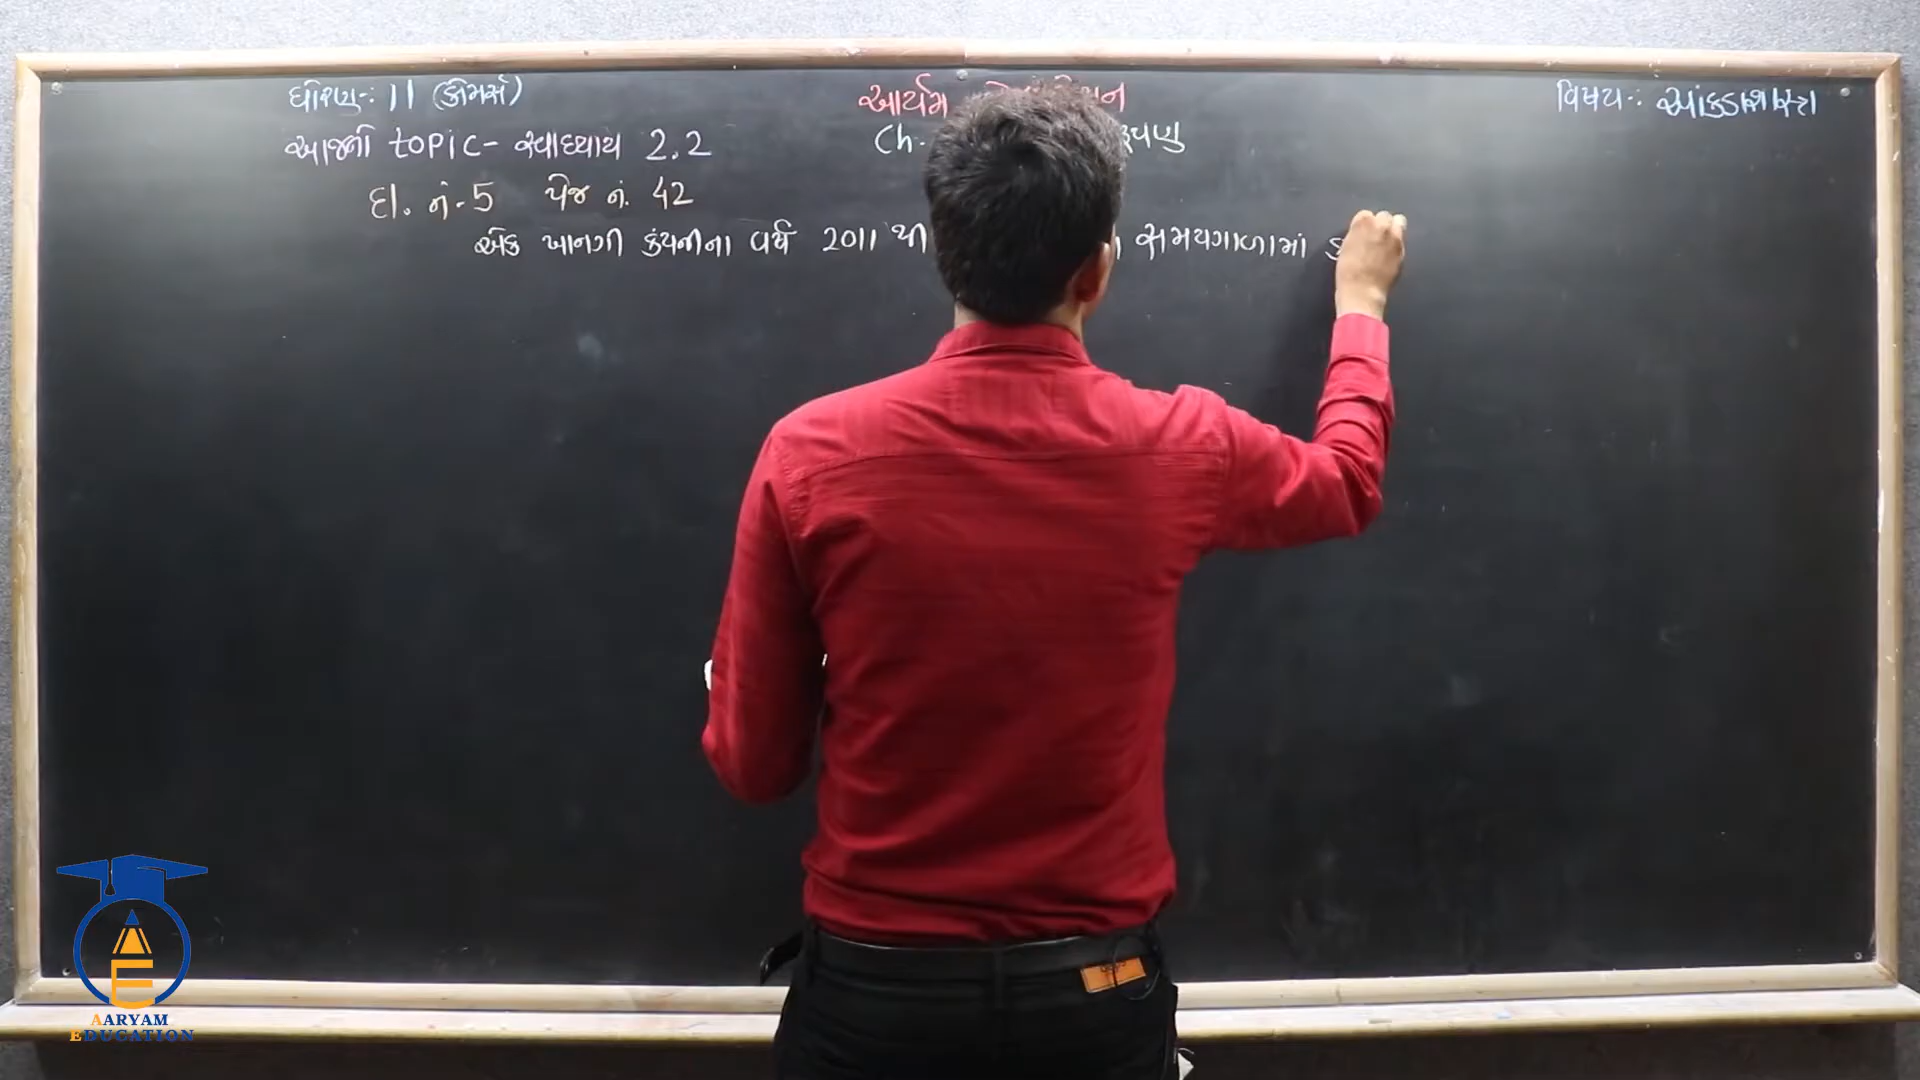 ધોરણ:- 11 (કોમર્સ)
આર્યમ
વિષય:- આંકડાશાસ્ત્ર
આજનો topic- સ્વાધ્યાય 2.2
Ch.
દા. નં.-5 પેજ નં. 42
એક ખાનગી કંપનીના વર્ષ 2011 થી સમયગાળામાં
AARYAM
EDUCATION